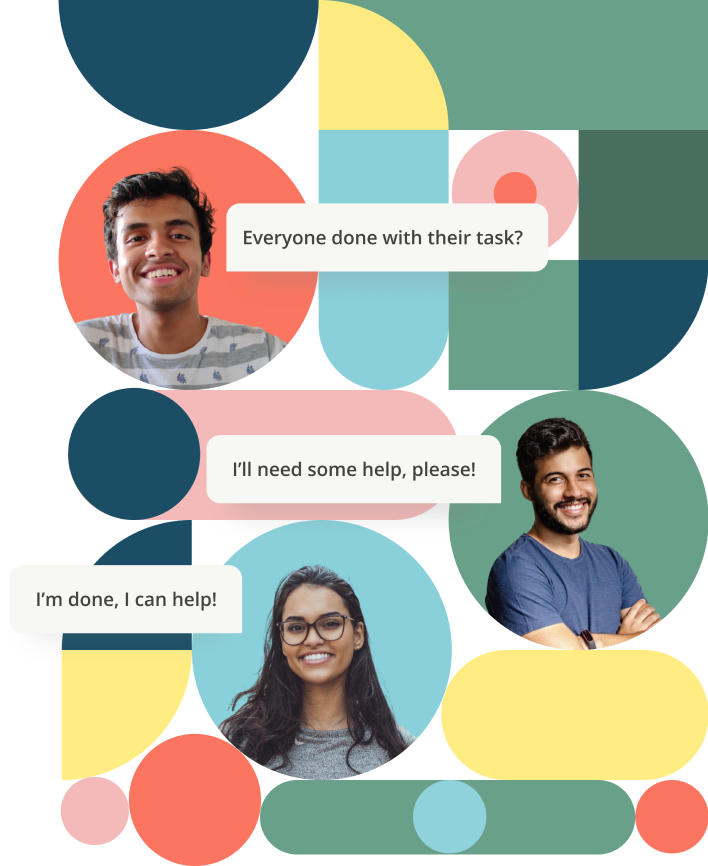 Everyone done with their task?
I’ll need some help, please!
I’m done, I can help!